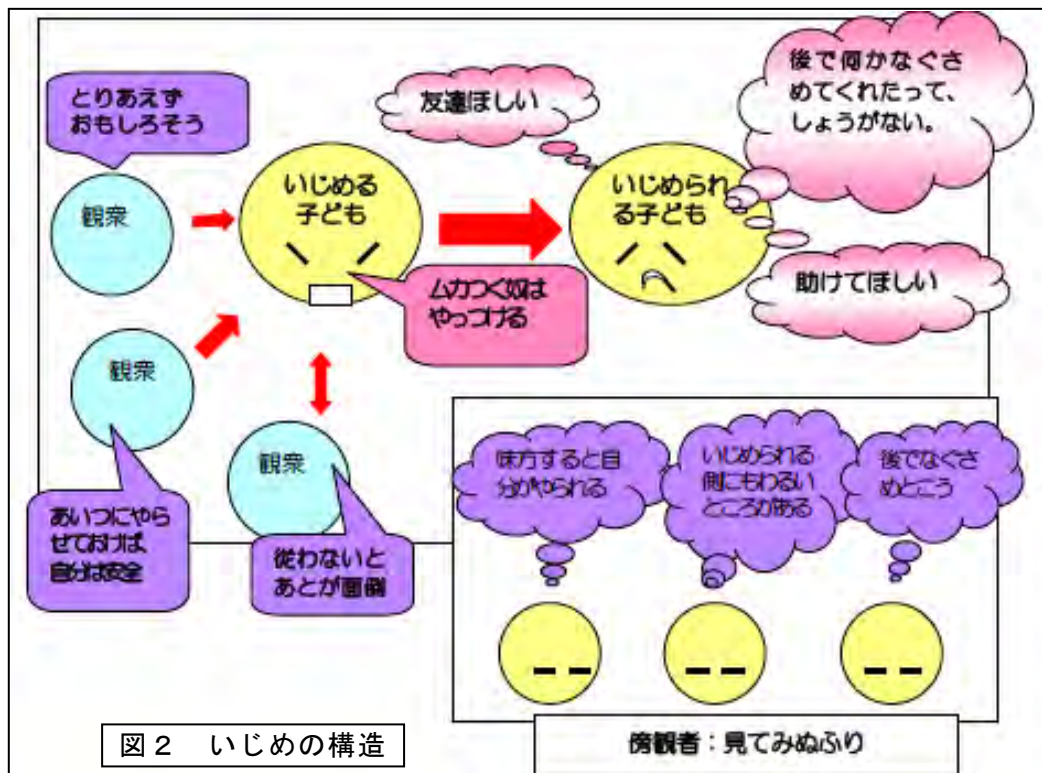 とりあえず
おもしろそう
観衆
いじめる
子ども
友達ほしい
いじめられ
る子ども
後で何かなぐさ
めてくれたって、
しょうがない。
ムカつく奴は
やっつける
助けてほしい
観衆
あいつにやら
せておけば、
自分は安全
観衆
従わないと
あとが面倒
味方すると自
分がやられる
いじめられる
側にもわるい
ところがある
後でなぐさ
めとこう
図2 いじめの構造
傍観者:見てみぬふり